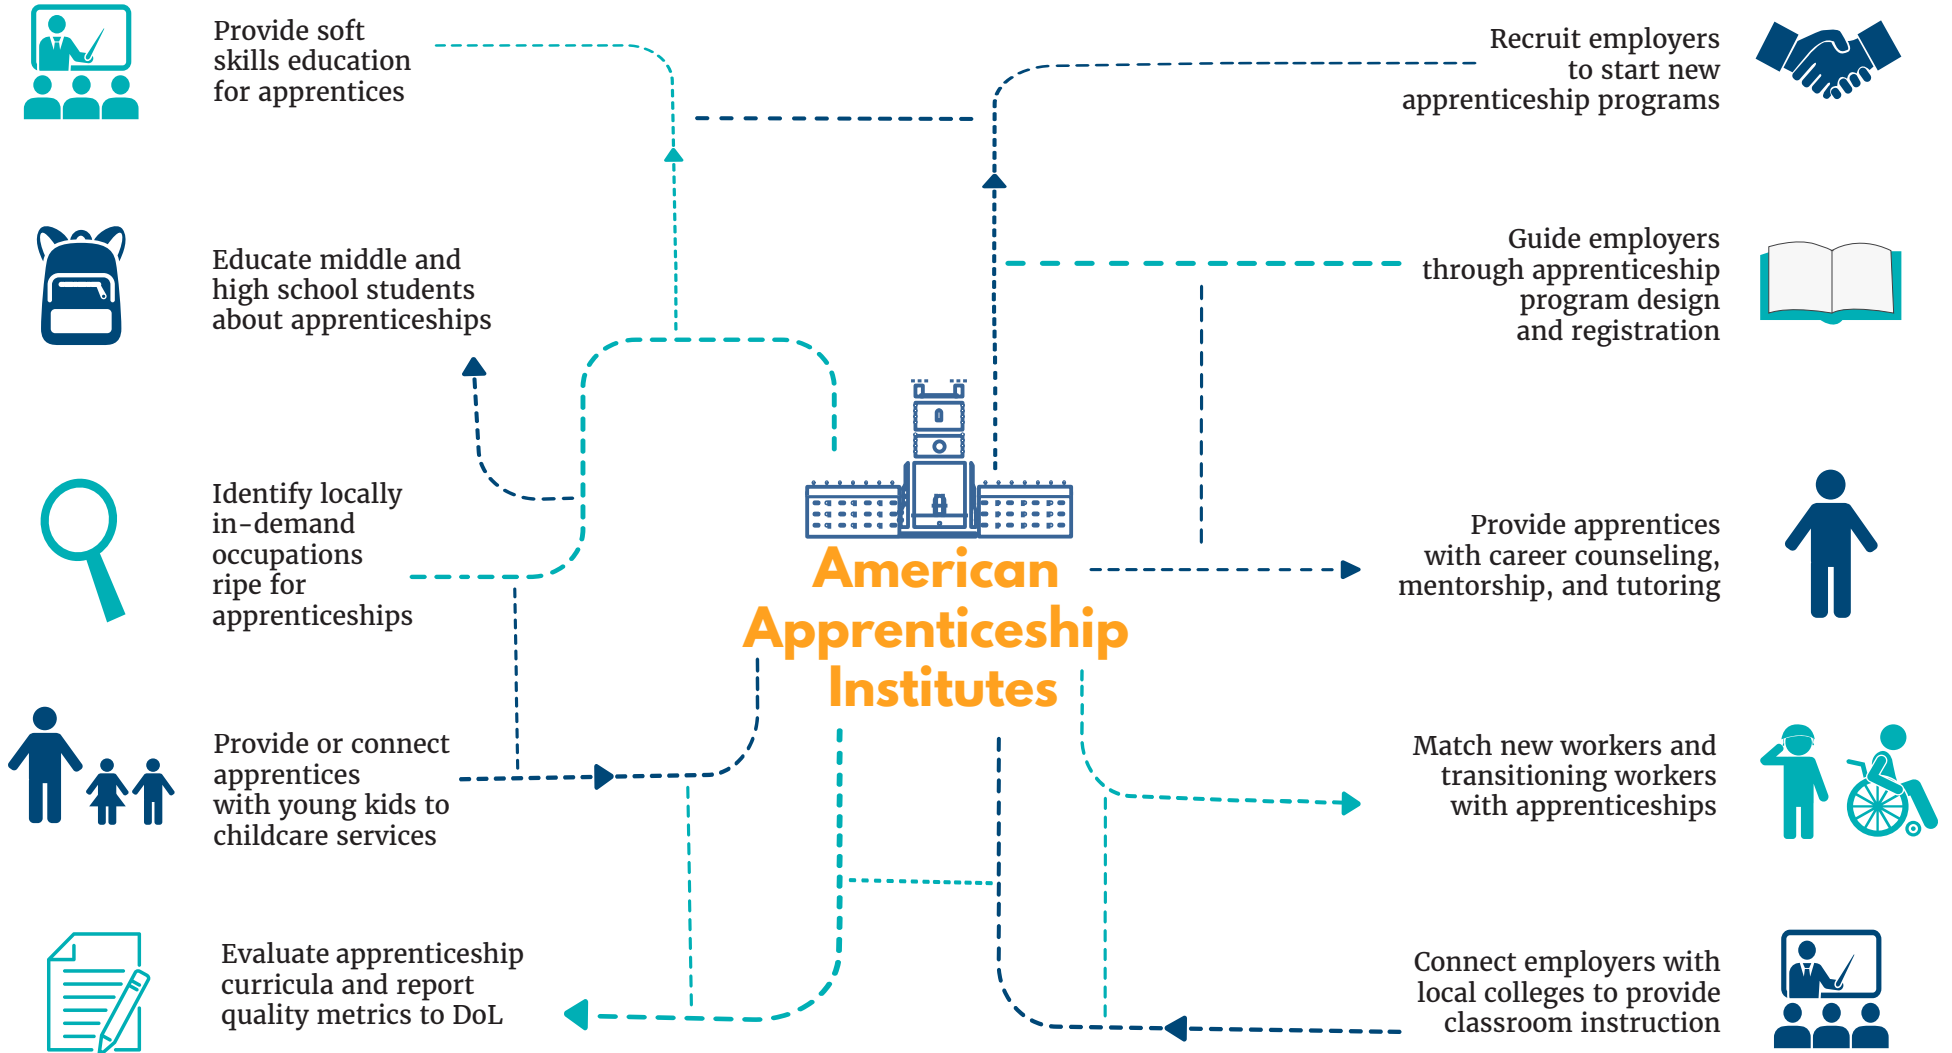 Provide soft
skills education
for apprentices
Educate middle and
high school students
about apprenticeships
Identify locally
in-demand
occupations
ripe for
apprenticeships
Provide or connect
apprentices
with young kids to
childcare services
Evaluate apprenticeship
curricula and report
quality metrics to DoL
American
Apprenticeship
Institutes
Recruit employers
to start new
apprenticeship programs
Guide employers
through apprenticeship
program design
and registration
Provide apprentices
with career counseling,
mentorship, and tutoring
Match new workers and
transitioning workers
with apprenticeships
Connect employers with
local colleges to provide
classroom instruction